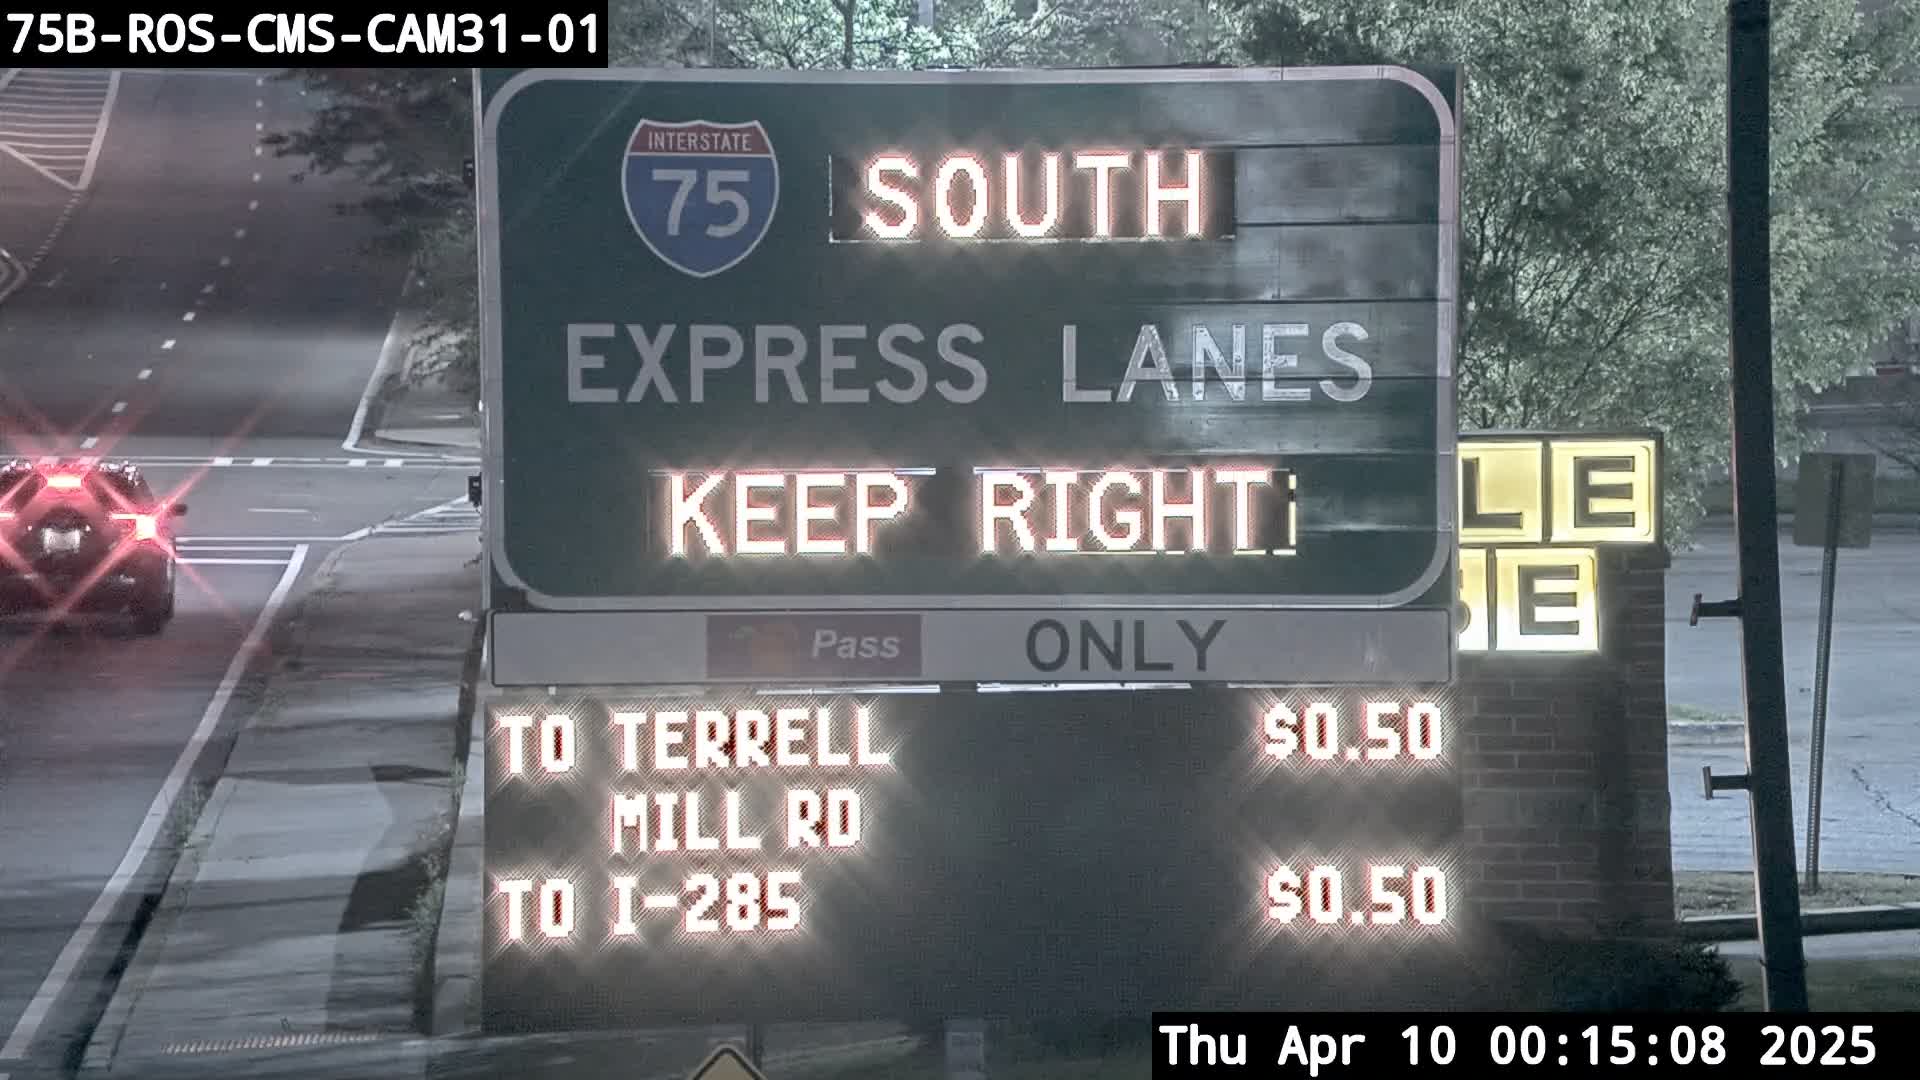 75B-ROS-CMS-CAM31-01
INTERSTATE
75
SOUTH
EXPRESS LANES
KEEP RIGHT
LE
E
Pass ONLY
TO TERRELL $0.50
MILL RD
TO I-285 $0.50
Thu Apr 10 00:15:08 2025